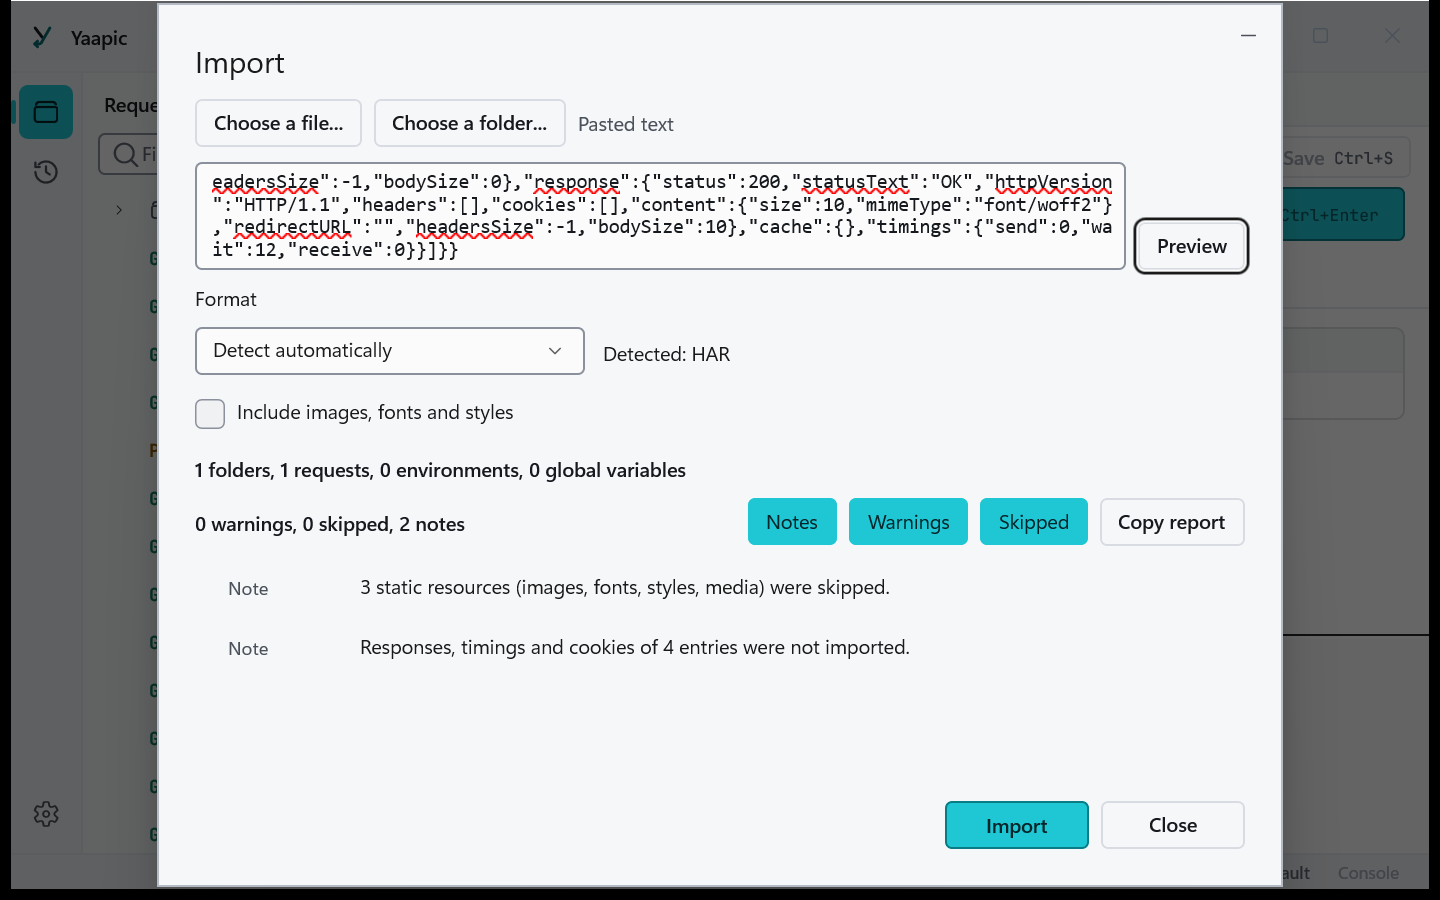 Yaapic
Import
Choose a file...
Choose a folder...
Pasted text
Save Ctrl+S
eadersSize":-1,"bodySize":0},"response":{"status":200,"statusText":"OK","httpVersion
":"HTTP/1.1","headers":[],"cookies":[],"content":{"size":10,"mimeType":"font/woff2"}
,"redirectURL":"","headersSize":-1,"bodySize":10},"cache":{},"timings":{"send":0,"wa
it":12,"receive":0}}]}}
Ctrl+Enter
Preview
Format
Detect automatically
Detected: HAR
Include images, fonts and styles
1 folders, 1 requests, 0 environments, 0 global variables
0 warnings, 0 skipped, 2 notes
Notes
Warnings
Skipped
Copy report
Note
3 static resources (images, fonts, styles, media) were skipped.
Note
Responses, timings and cookies of 4 entries were not imported.
Import
Close
Console